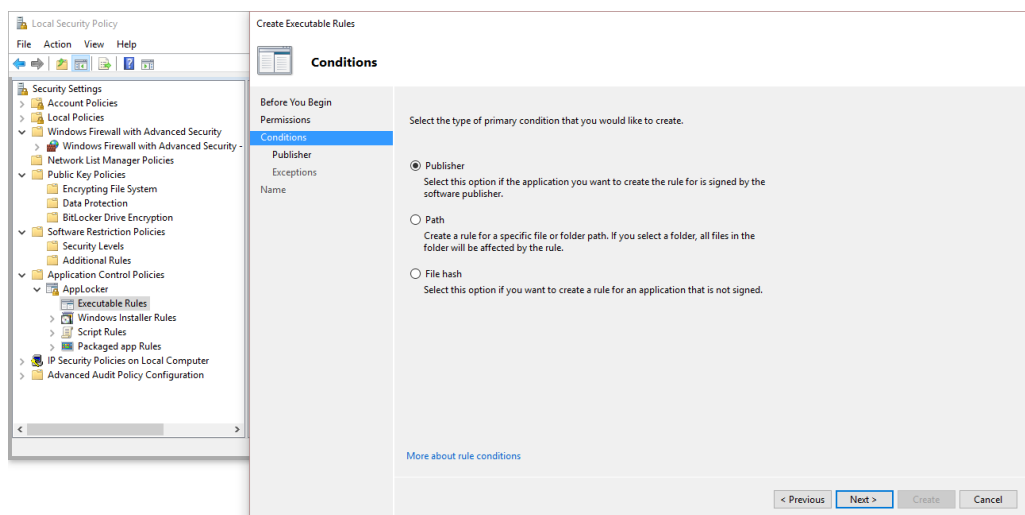 Local Security Policy
File Action View Help
Security Settings
Account Policies
Local Policies
Windows Firewall with Advanced Security
Windows Firewall with Advanced Security -
Network List Manager Policies
Public Key Policies
Encrypting File System
Data Protection
BitLocker Drive Encryption
Software Restriction Policies
Security Levels
Additional Rules
Application Control Policies
AppLocker
Executable Rules
Windows Installer Rules
Script Rules
Packaged app Rules
IP Security Policies on Local Computer
Advanced Audit Policy Configuration
Create Executable Rules
Conditions
Before You Begin
Permissions
Conditions
Publisher
Exceptions
Name
Select the type of primary condition that you would like to create.
Publisher
Select this option if the application you want to create the rule for is signed by the
software publisher.
Path
Create a rule for a specific file or folder path. If you select a folder, all files in the
folder will be affected by the rule.
File hash
Select this option if you want to create a rule for an application that is not signed.
More about rule conditions
< Previous Next > Create Cancel